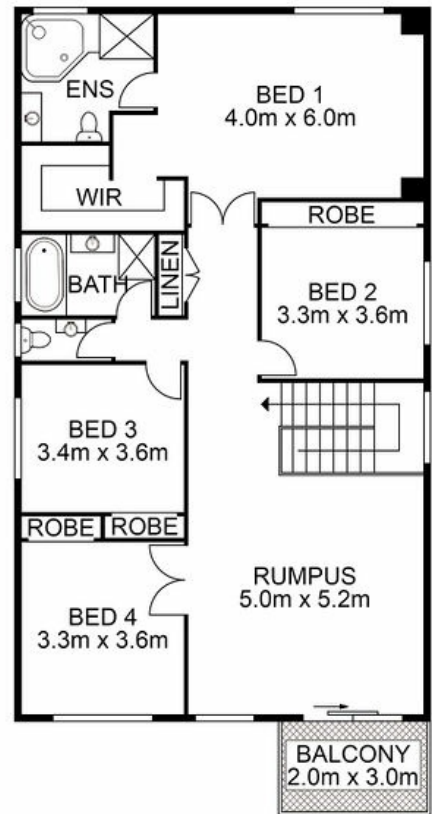 ENS
BED 1
4.0m x 6.0m
WIR
ROBE
BATH
LINEN
BED 2
3.3m x 3.6m
BED 3
3.4m x 3.6m
ROBE
ROBE
RUMPUS
5.0m x 5.2m
BED 4
3.3m x 3.6m
BALCONY
2.0m x 3.0m